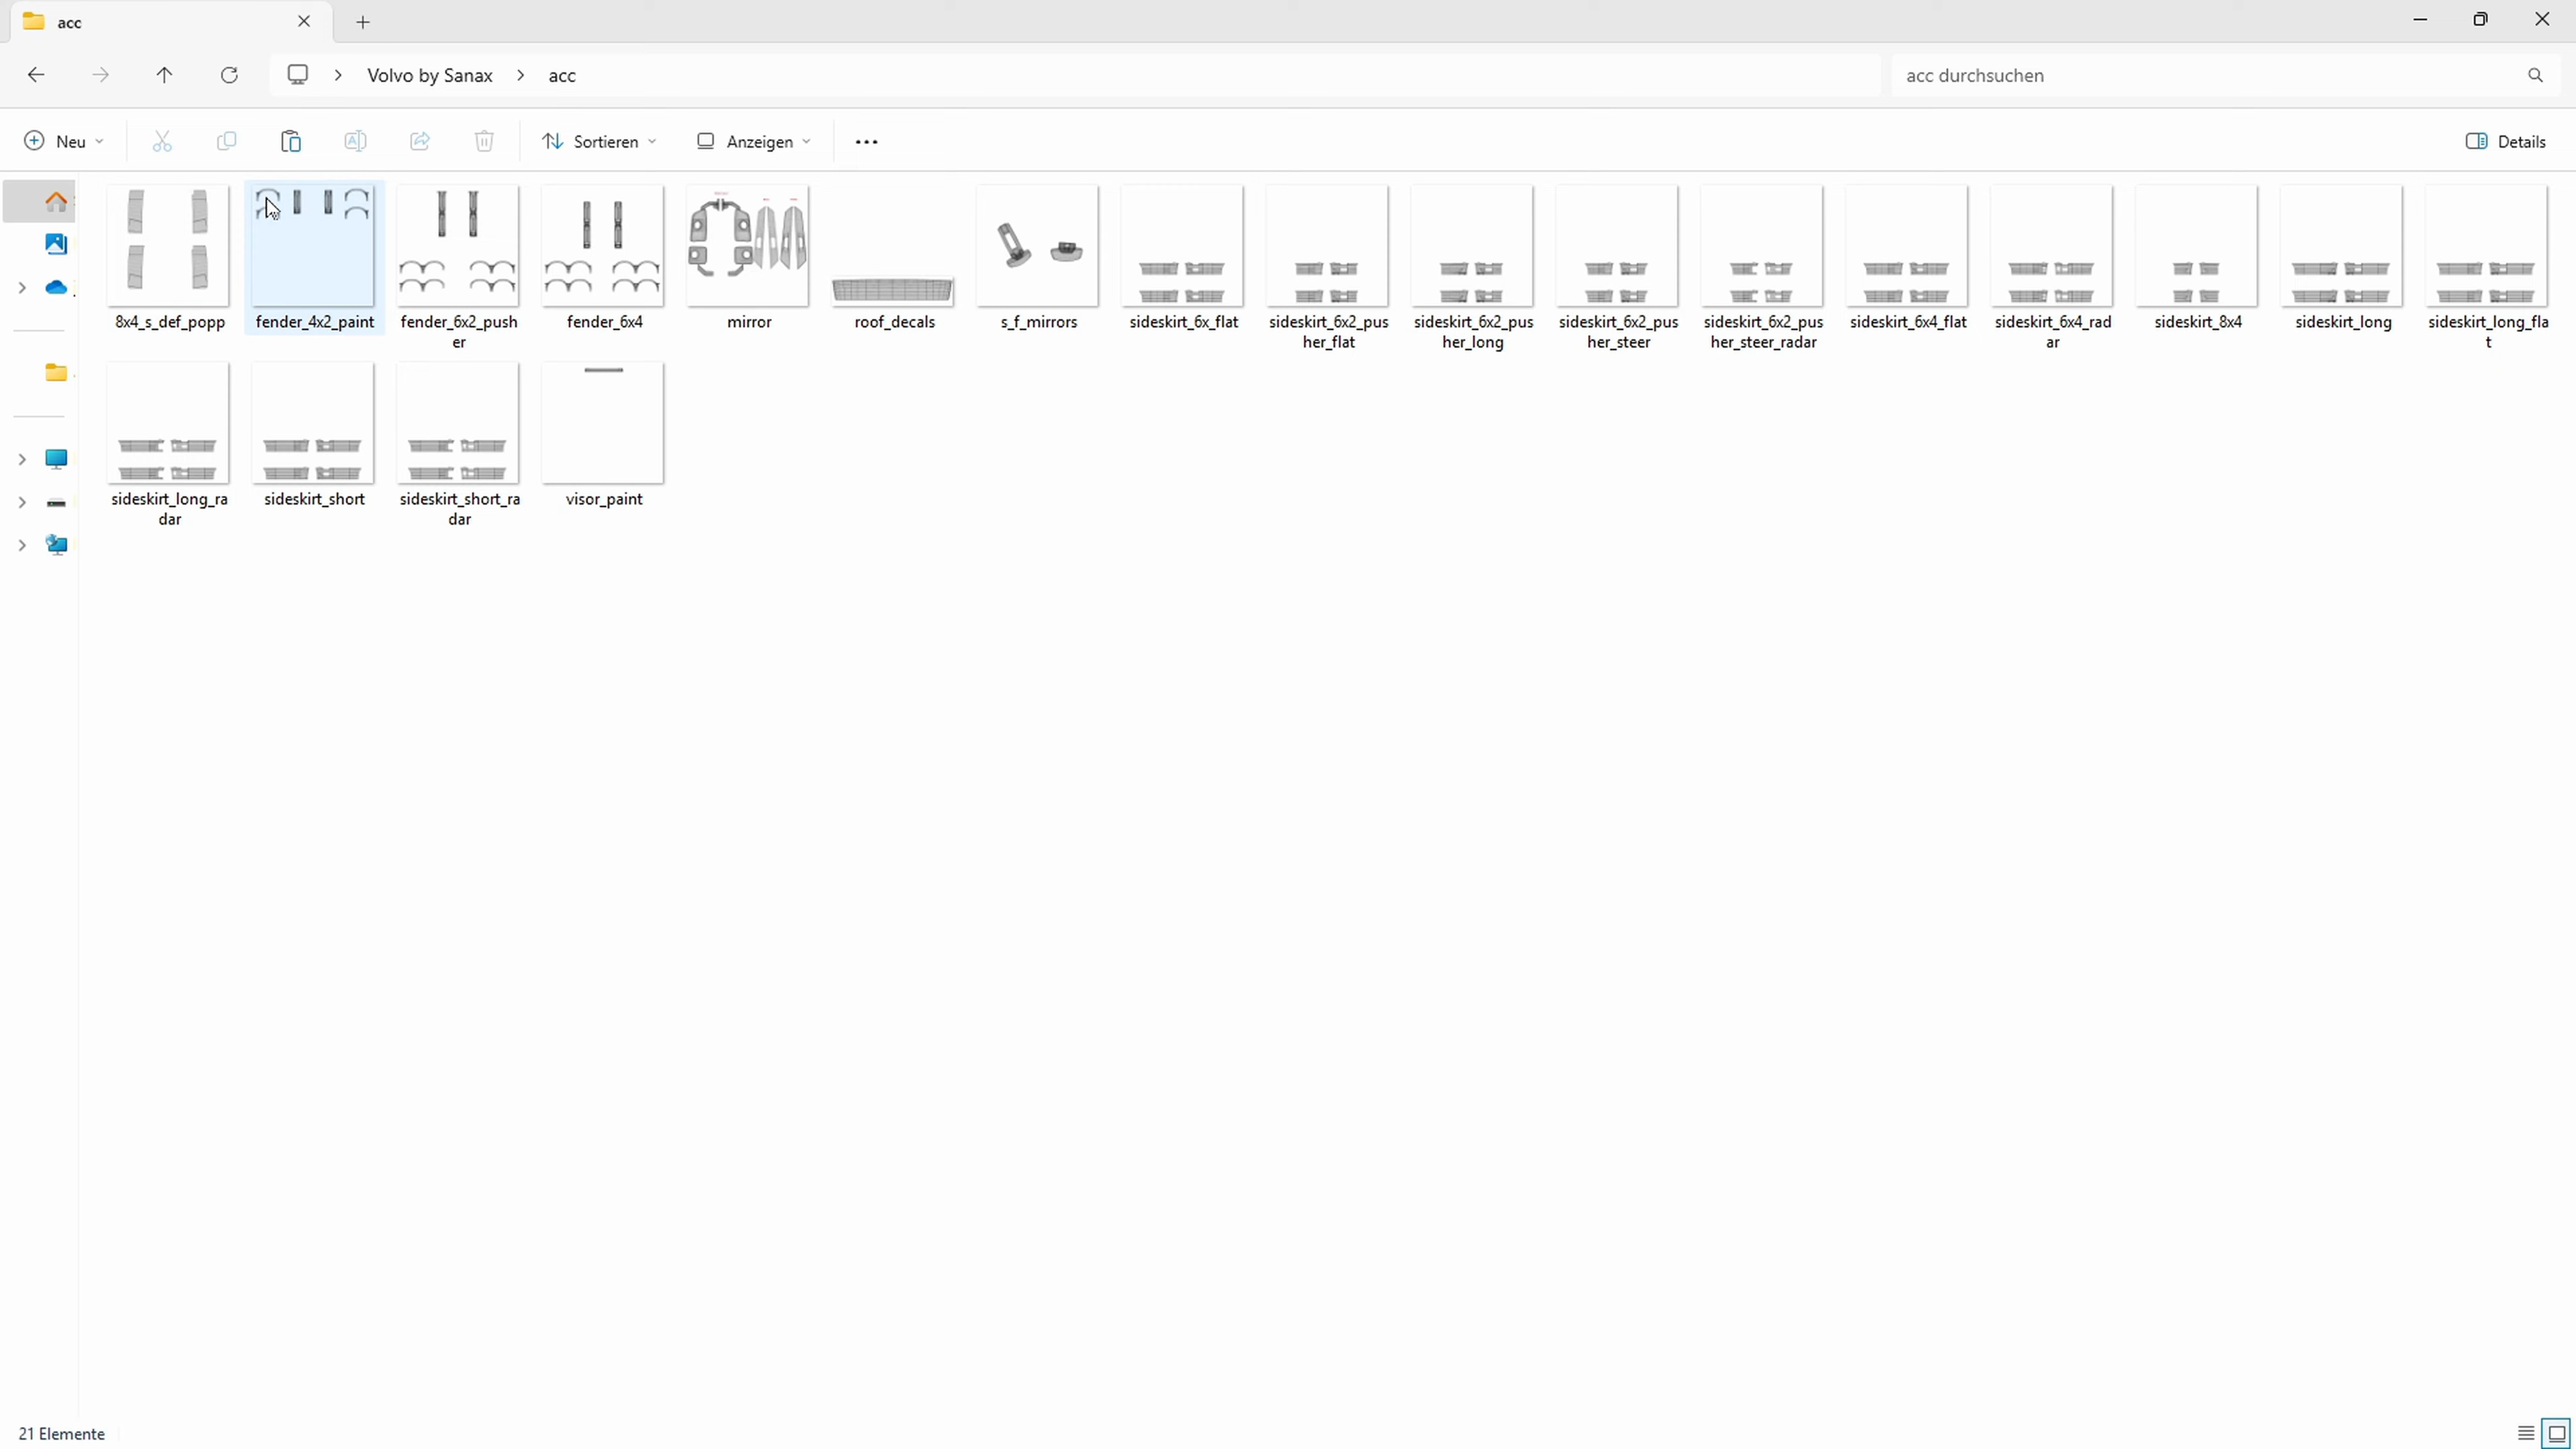 acc
Volvo by Sanax
acc
acc durchsuchen
Neu
Sortieren
Anzeigen
Details
8x4_s_def_popp
fender_4x2_paint
fender_6x2_push
er
fender_6x4
mirror
roof_decals
s_f_mirrors
sideskirt_6x_flat
sideskirt_6x2_pus
her_flat
sideskirt_6x2_pus
her_long
sideskirt_6x2_pus
her_steer
sideskirt_6x2_pus
her_steer_radar
sideskirt_6x4_flat
sideskirt_6x4_rad
ar
sideskirt_8x4
sideskirt_long
sideskirt_long_fla
t
sideskirt_long_ra
dar
sideskirt_short
sideskirt_short_ra
dar
visor_paint
21 Elemente